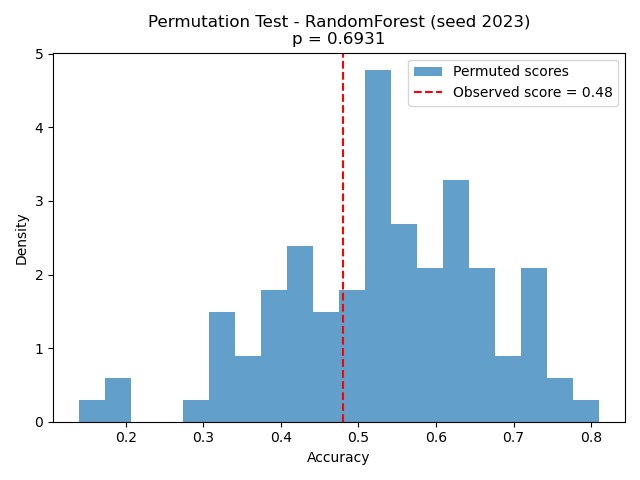 Permutation Test - RandomForest (seed 2023)
p = 0.6931
Permuted scores
Observed score = 0.48
Density
5
4
3
2
1
0
0.2 0.3 0.4 0.5 0.6 0.7 0.8
Accuracy